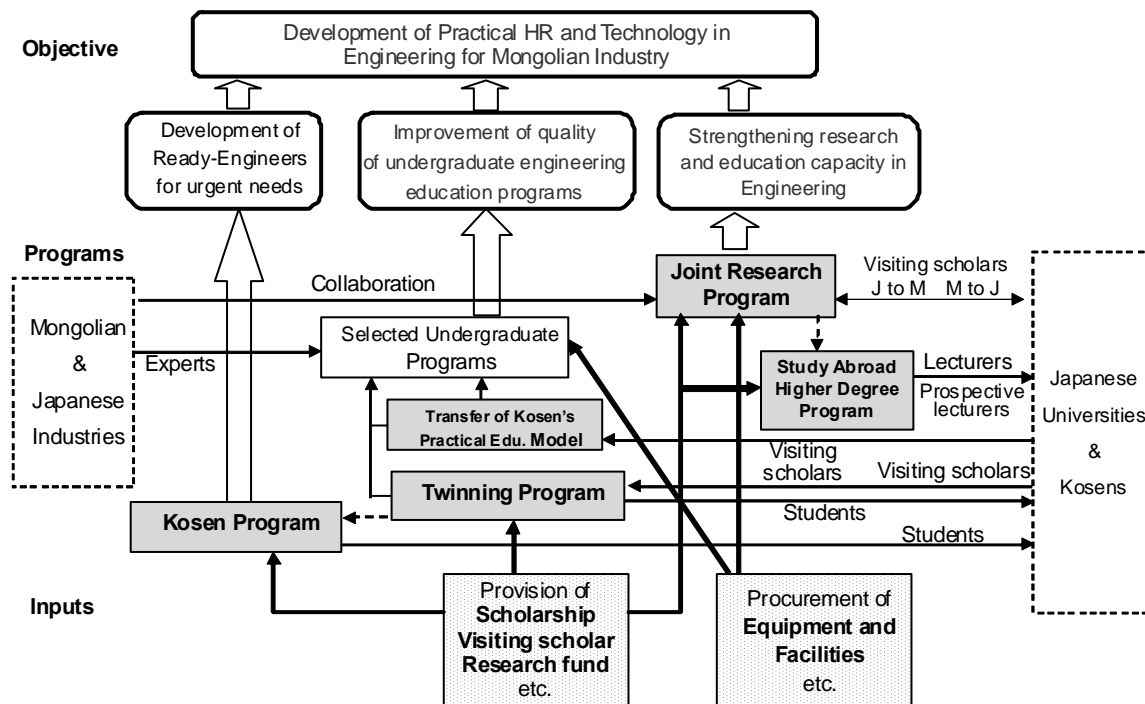 Objective
Development of Practical HR and Technology in
Engineering for Mongolian Industry
Development of
Ready-Engineers
for urgent needs
Improvement of quality
of undergraduate engineering
education programs
Strengthening research
and education capacity in
Engineering
Programs
Mongolian
&
Japanese
Industries
Collaboration
Experts
Joint Research
Program
Visiting scholars
J to M M to J
Selected Undergraduate
Programs
Study Abroad
Higher Degree
Program
Lecturers
Prospective
lecturers
Japanese
Universities
&
Kosens
Transfer of Kosen's
Practical Edu. Model
Visiting
scholars
Visiting scholars
Twinning Program
Students
Kosen Program
Students
Inputs
Provision of
Scholarship
Visiting scholar
Research fund
etc.
Procurement of
Equipment and
Facilities
etc.